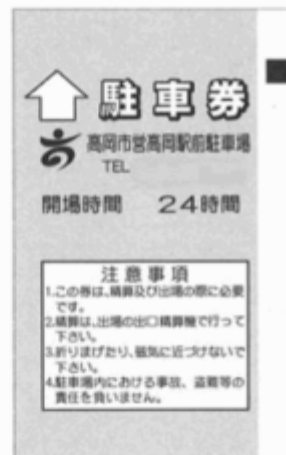 駐車券
高岡市営高岡駅前駐車場
TEL
開場時間 24時間
注意事項
1.この券は、精算及び出場の際に必要
です。
2.精算は、出場の出口精算機で行って
下さい。
3.折りまげたり、磁気に近づけないで
下さい。
4.駐車場内における事故、盗難等の
責任を負いません。